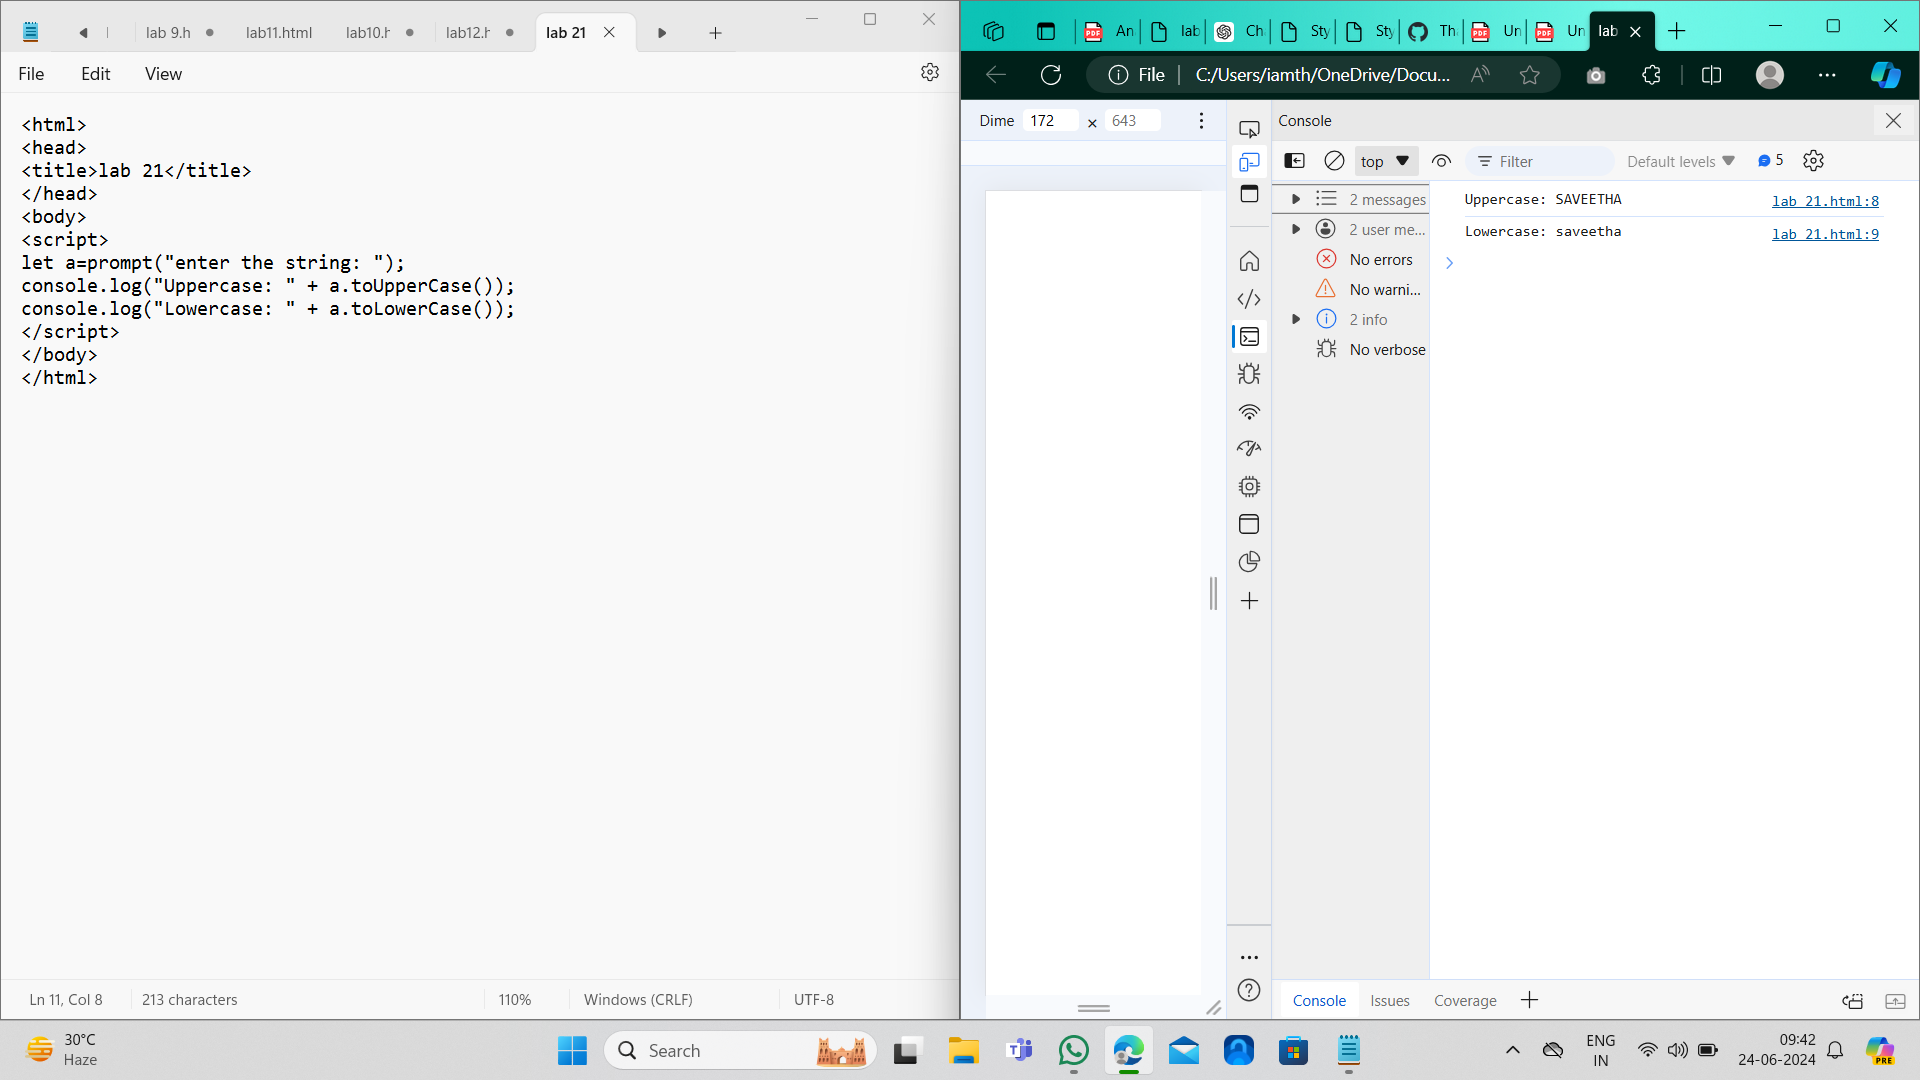 lab 9.h
lab11.html
lab10.h
lab12.h
lab 21
File
Edit
View
<html>
<head>
<title>lab 21</title>
</head>
<body>
<script>
let a=prompt("enter the string: ");
console.log("Uppercase: " + a.toUpperCase());
console.log("Lowercase: " + a.toLowerCase());
</script>
</body>
</html>
Ln 11, Col 8
213 characters
110%
Windows (CRLF)
UTF-8
An
lab
Ch
Sty
Sty
Th
Un
Un
lab
File
C:/Users/iamth/OneDrive/Docu...
Dime 172 × 643
Console
top
Filter
Default levels
5
2 messages
2 user me...
No errors
No warni...
2 info
No verbose
Uppercase: SAVEETHA lab 21.html:8
Lowercase: saveetha lab 21.html:9
Console
Issues
Coverage
30°C
Haze
Search
ENG
IN
09:42
24-06-2024
PRE